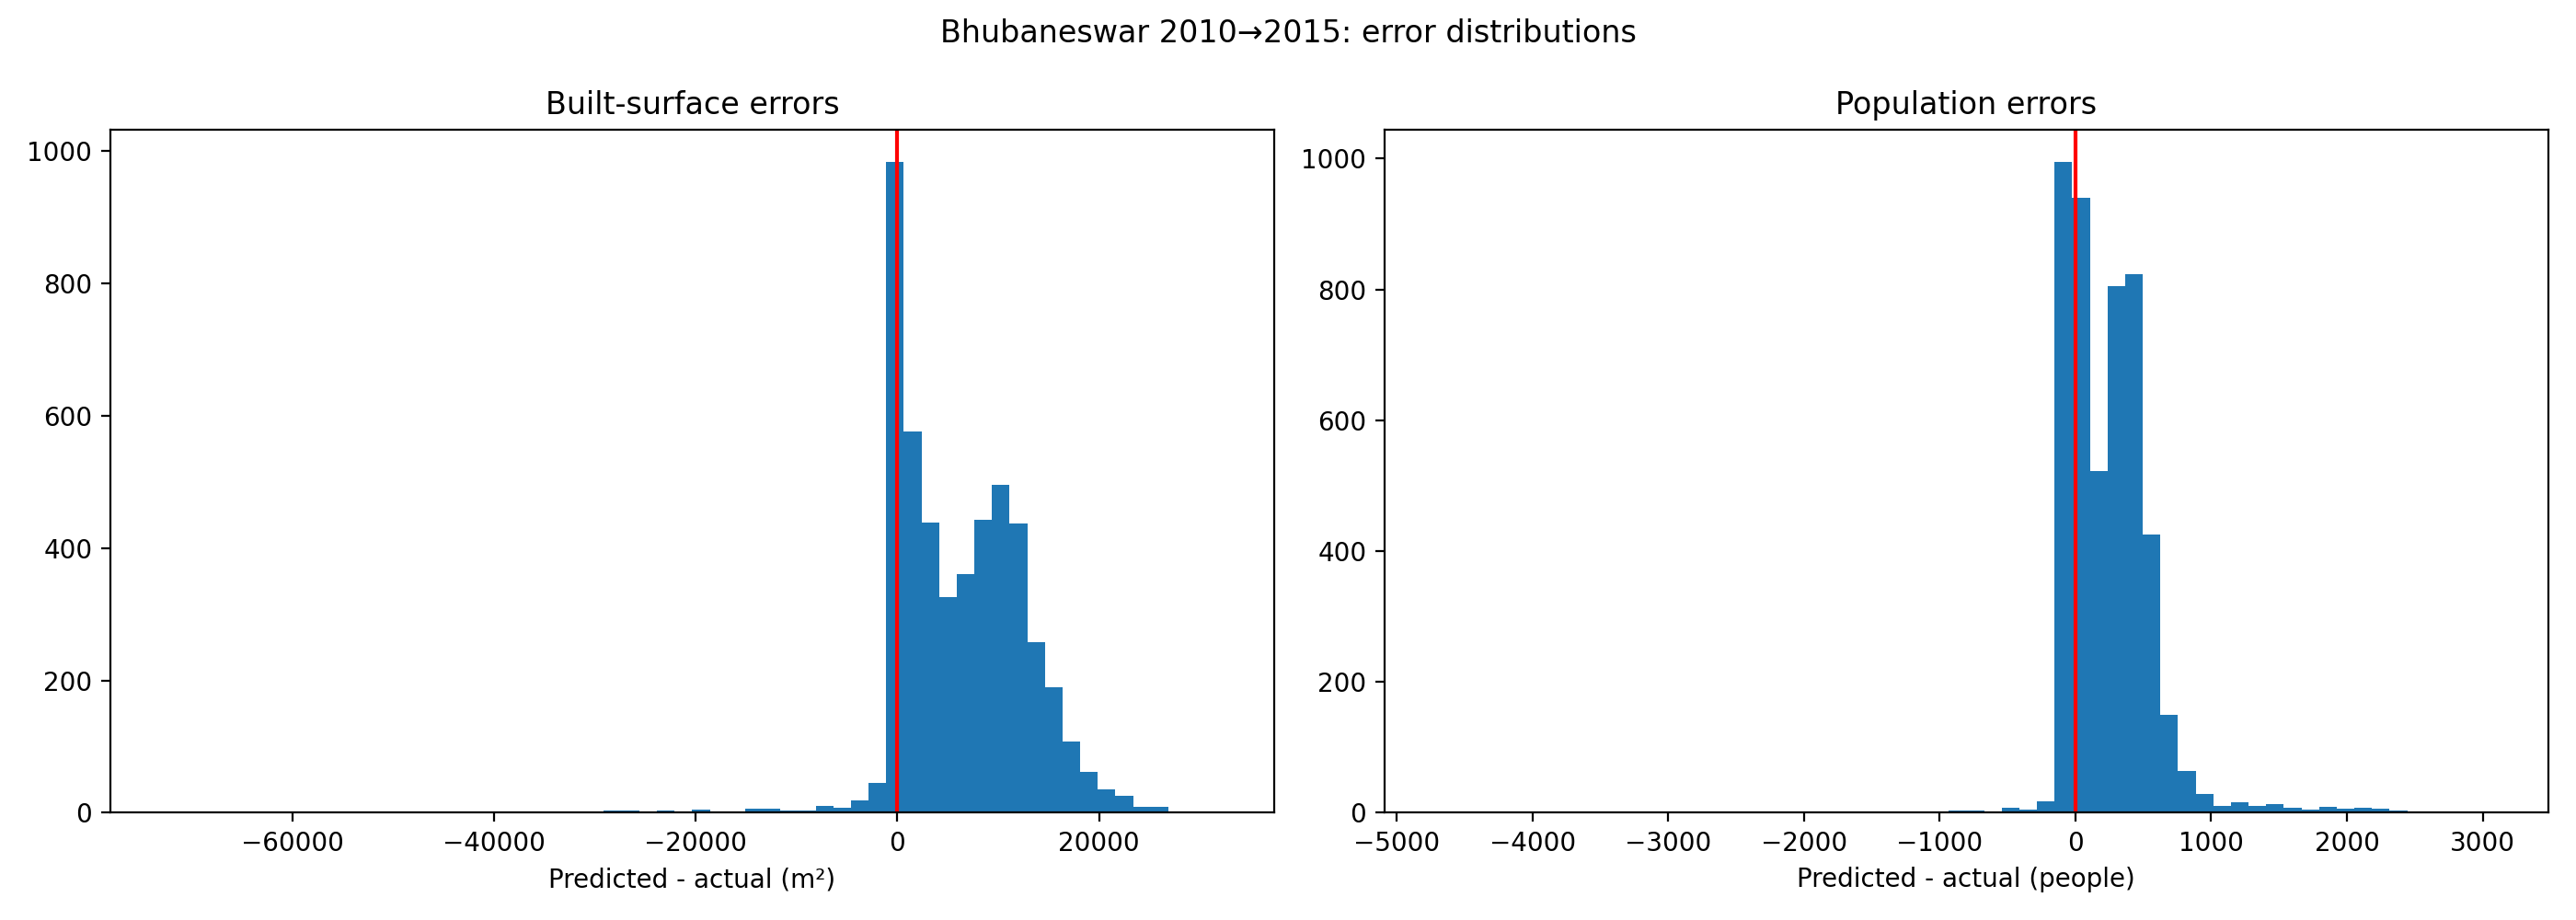 Bhubaneswar 2010→2015: error distributions
Built-surface errors
1000
800
600
400
200
0
−60000 −40000 −20000 0 20000
Predicted - actual (m²)
Population errors
1000
800
600
400
200
0
−5000 −4000 −3000 −2000 −1000 0 1000 2000 3000
Predicted - actual (people)